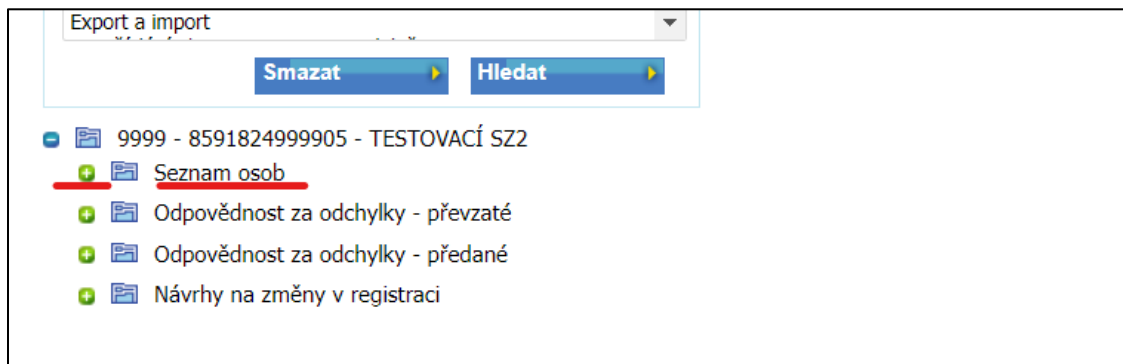 Export a import
Smazat Hledat
9999 - 8591824999905 - TESTOVACÍ SZ2
Seznam osob
Odpovědnost za odchylky - převzaté
Odpovědnost za odchylky - předané
Návrhy na změny v registraci